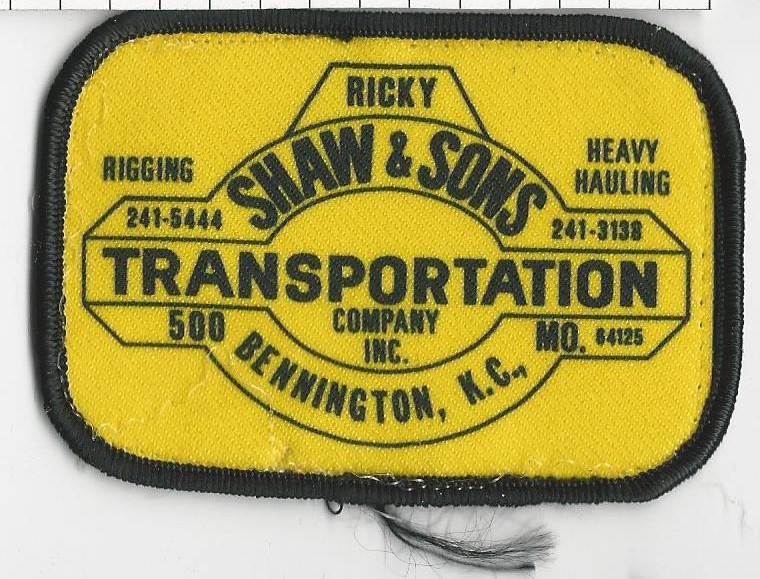 RICKY
SHAW & SONS
RIGGING
HEAVY
HAULING
241-5444
241-3138
TRANSPORTATION
COMPANY
INC.
500 BENNINGTON, K.C., MO. 64125